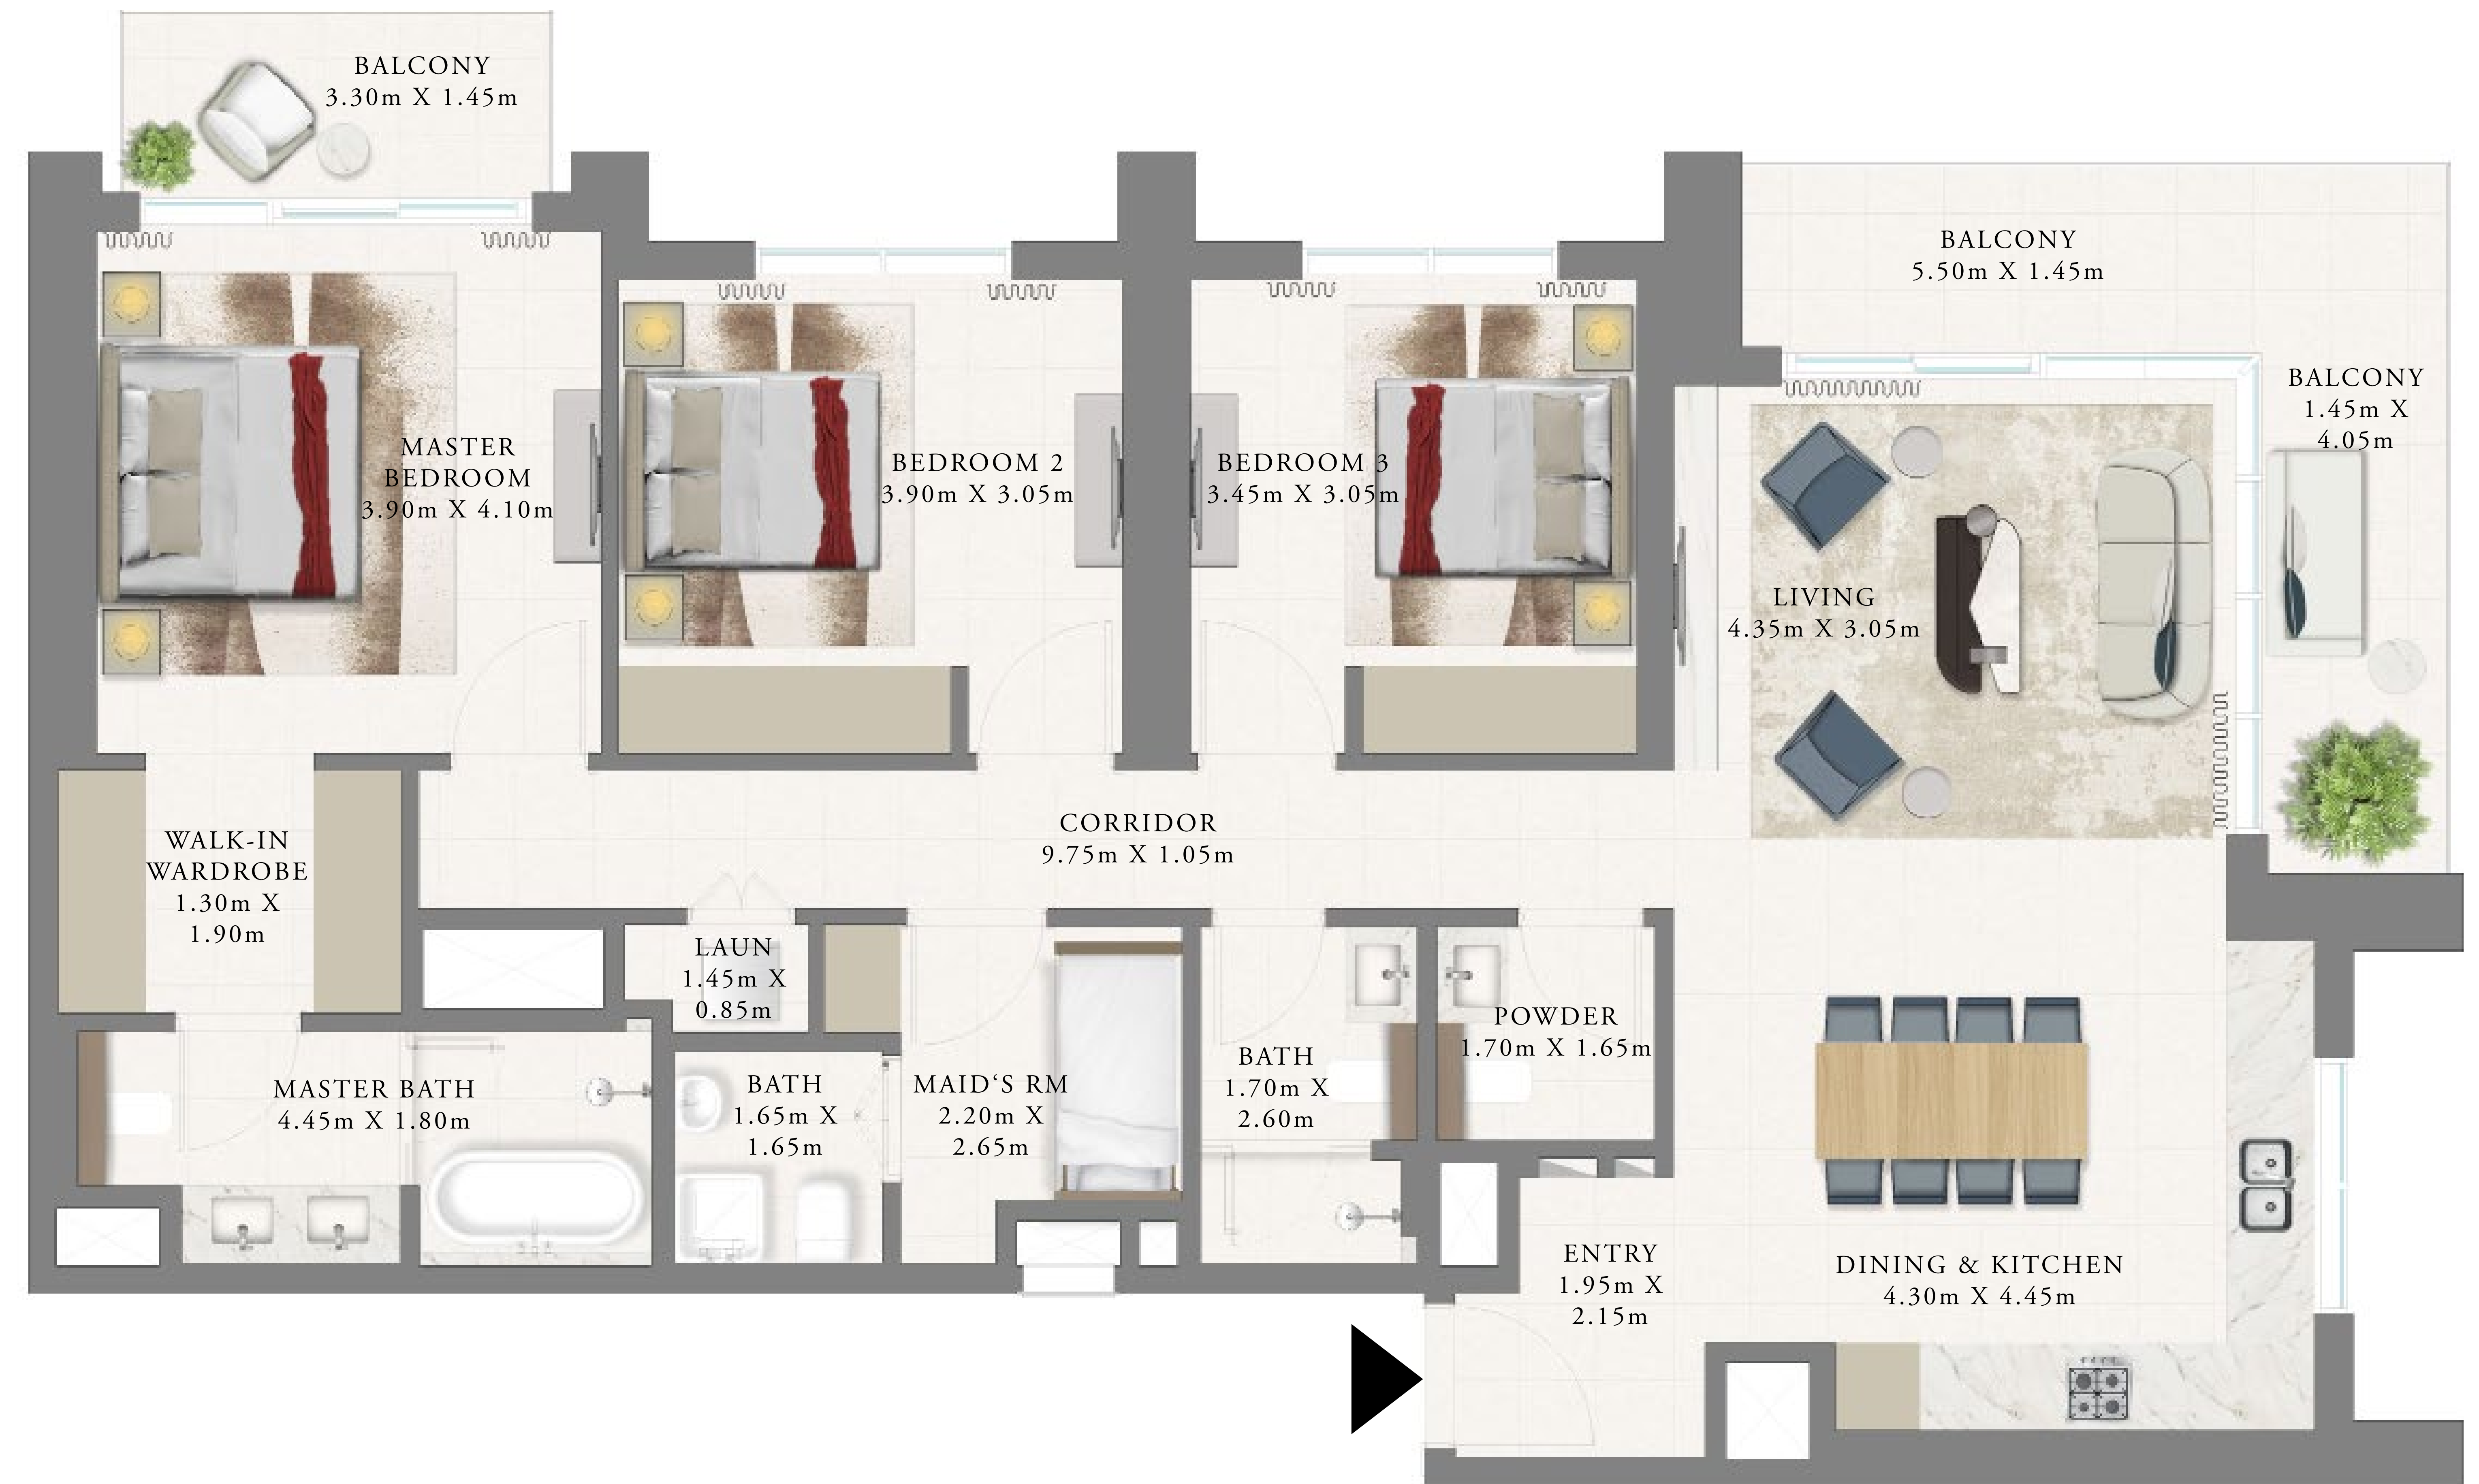 BALCONY
3.30m X 1.45m
BALCONY
5.50m X 1.45m
BALCONY
1.45m X
4.05m
MASTER
BEDROOM
3.90m X 4.10m
BEDROOM 2
3.90m X 3.05m
BEDROOM 3
3.45m X 3.05m
LIVING
4.35m X 3.05m
CORRIDOR
9.75m X 1.05m
WALK-IN
WARDROBE
1.30m X
1.90m
LAUN
1.45m X
0.85m
MASTER BATH
4.45m X 1.80m
BATH
1.65m X
1.65m
MAID‘S RM
2.20m X
2.65m
BATH
1.70m X
2.60m
POWDER
1.70m X 1.65m
ENTRY
1.95m X
2.15m
DINING & KITCHEN
4.30m X 4.45m